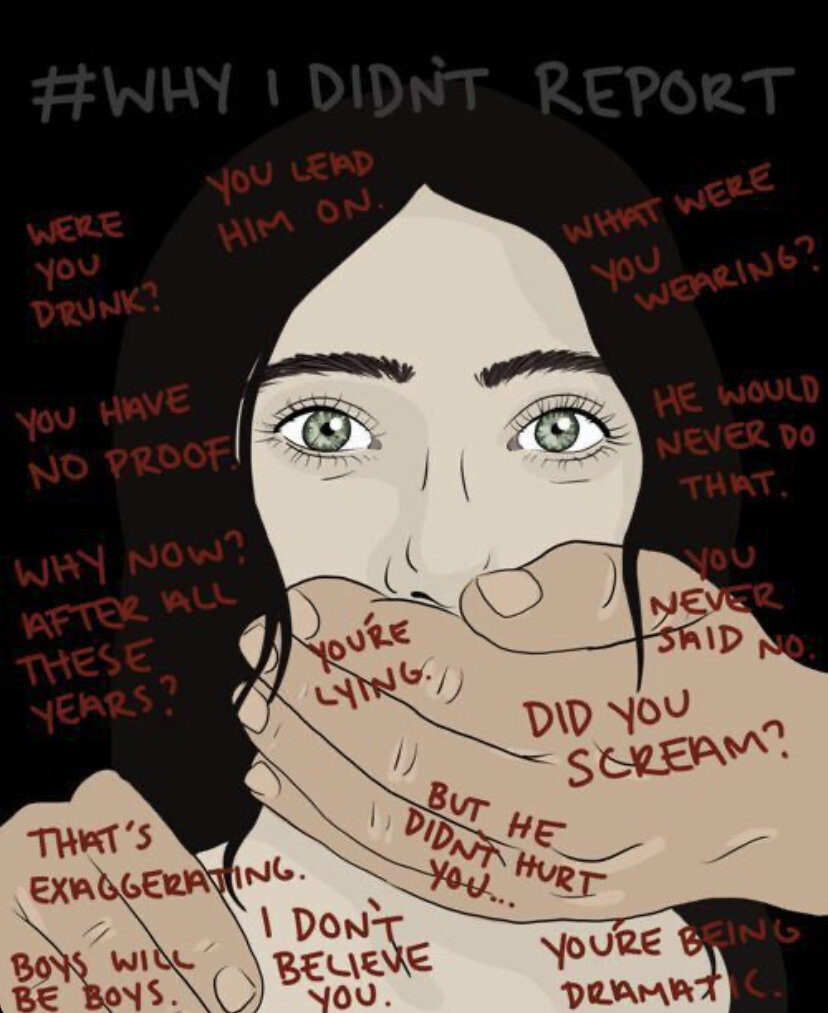 #WHY I DIDN'T REPORT
YOU LEAD
HIM ON.
WERE
YOU
DRUNK?
WHAT WERE
YOU
WEARING?
YOU HAVE
NO PROOF.
HE WOULD
NEVER DO
THAT.
WHY NOW?
AFTER ALL
THESE
YEARS?
YOU
NEVER
SAID NO.
YOU'RE
LYING.
DID YOU
SCREAM?
BUT HE
DIDN'T HURT
YOU...
THAT'S
EXAGGERATING.
I DON'T
BELIEVE
YOU.
YOU'RE BEING
DRAMATIC.
BOYS WILL
BE BOYS.